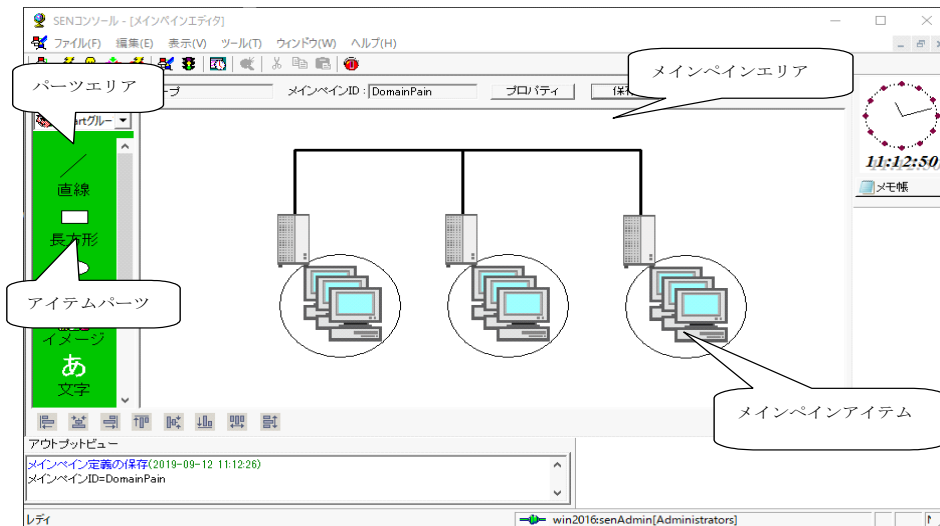 SENコンソール - [メインペインエディタ]
ファイル(F) 編集(E) 表示(V) ツール(T) ウィンドウ(W) ヘルプ(H)
パーツエリア
メインペインエリア
メインペインID : DomainPain プロパティ
11:12:50
メモ帳
直線
長方形
アイテムパーツ
イメージ
あ
文字
メインペインアイテム
アウトプットビュー
メインペイン定義の保存(2019-09-12 11:12:26)
メインペインID=DomainPain
レディ
win2016:senAdmin[Administrators]